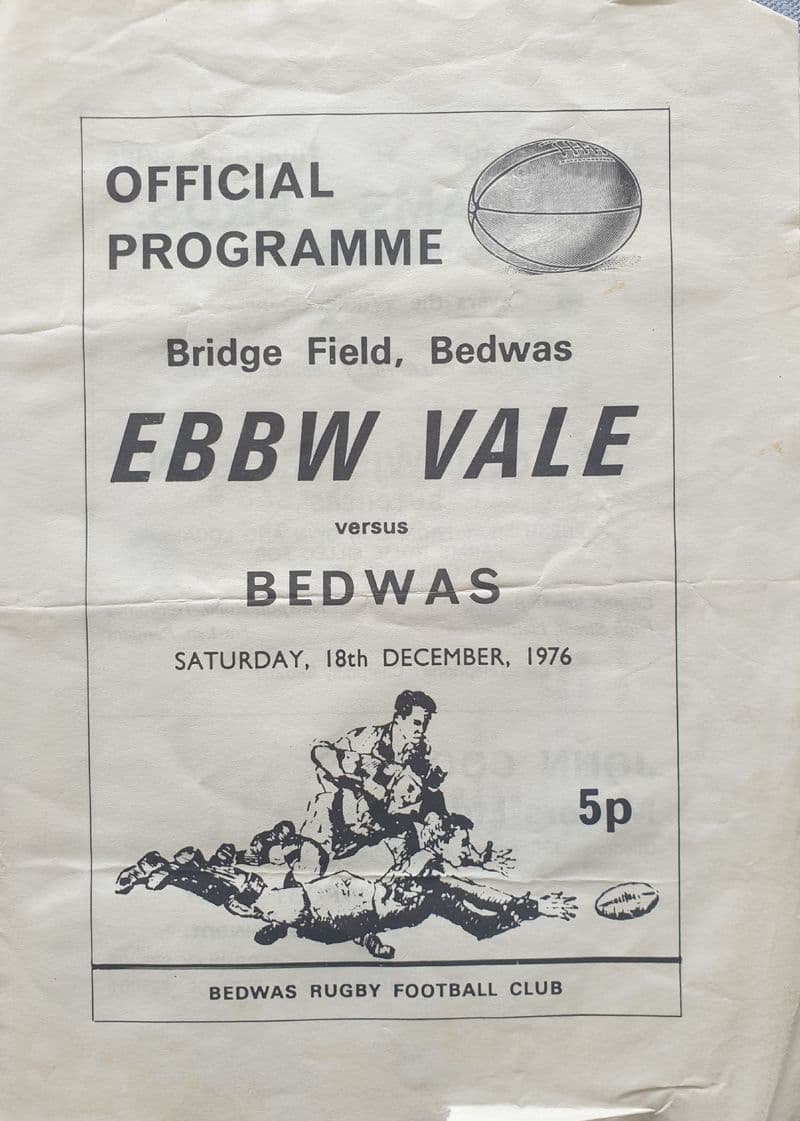 OFFICIAL
PROGRAMME
Bridge Field, Bedwas
EBBW VALE
versus
BEDWAS
SATURDAY, 18th DECEMBER, 1976
5p
BEDWAS RUGBY FOOTBALL CLUB